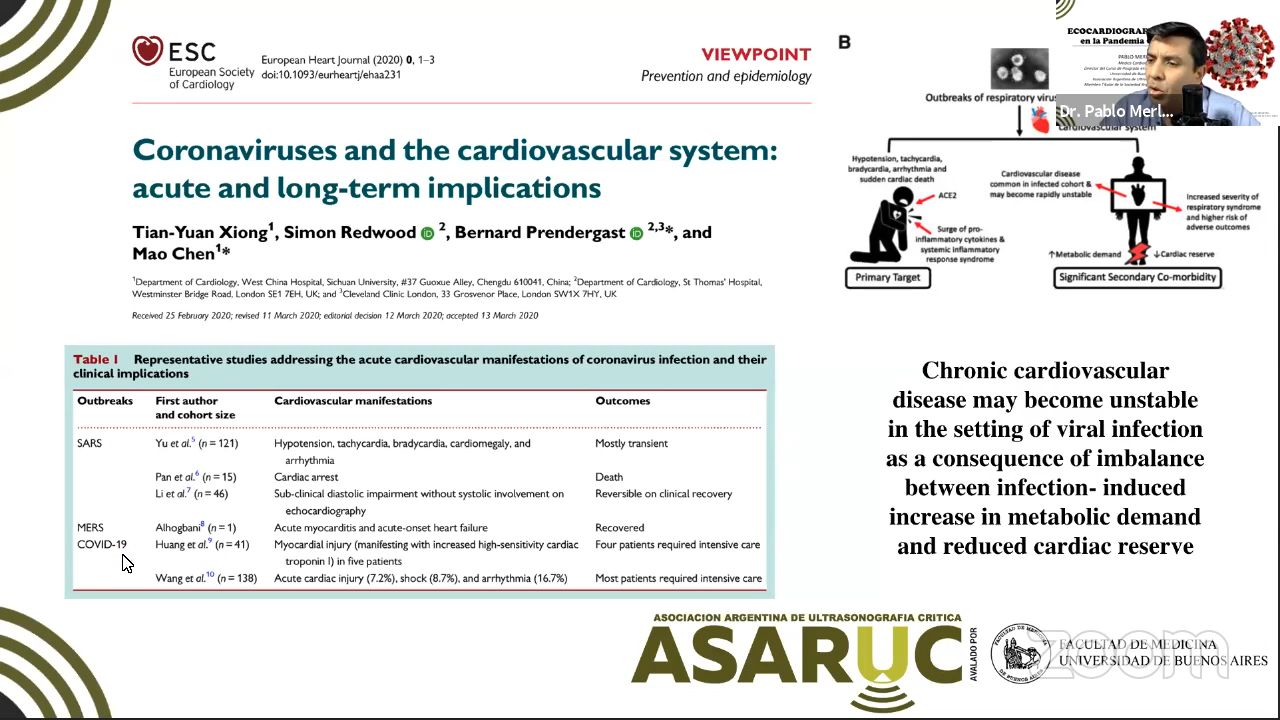 ESC
European Society
of Cardiology
European Heart Journal (2020) 0, 1–3
doi:10.1093/eurheartj/ehaa231
VIEWPOINT
Prevention and epidemiology
Coronaviruses and the cardiovascular system:
acute and long-term implications
Tian-Yuan Xiong1, Simon Redwood iD 2, Bernard Prendergast iD 2,3*, and
Mao Chen1*
1Department of Cardiology, West China Hospital, Sichuan University, #37 Guoxue Alley, Chengdu 610041, China; 2Department of Cardiology, St Thomas' Hospital,
Westminster Bridge Road, London SE1 7EH, UK; and 3Cleveland Clinic London, 33 Grosvenor Place, London SW1X 7HY, UK
Received 25 February 2020; revised 11 March 2020; editorial decision 12 March 2020; accepted 13 March 2020
Table 1 Representative studies addressing the acute cardiovascular manifestations of coronavirus infection and their
clinical implications
Outbreaks First author Cardiovascular manifestations Outcomes
and cohort size
SARS Yu et al.5 (n = 121) Hypotension, tachycardia, bradycardia, cardiomegaly, and Mostly transient
arrhythmia
Pan et al.6 (n = 15) Cardiac arrest Death
Li et al.7 (n = 46) Sub-clinical diastolic impairment without systolic involvement on Reversible on clinical recovery
echocardiography
MERS Alhogbani8 (n = 1) Acute myocarditis and acute-onset heart failure Recovered
COVID-19 Huang et al.9 (n = 41) Myocardial injury (manifesting with increased high-sensitivity cardiac Four patients required intensive care
troponin I) in five patients
Wang et al.10 (n = 138) Acute cardiac injury (7.2%), shock (8.7%), and arrhythmia (16.7%) Most patients required intensive care
B
Outbreaks of respiratory virus
cardiovascular system
Hypotension, tachycardia,
bradycardia, arrhythmia and
sudden cardiac death
ACE2
Surge of pro-
inflammatory cytokines &
systemic inflammatory
response syndrome
Primary Target
Cardiovascular disease
common in infected cohort &
may become rapidly unstable
Increased severity of
respiratory syndrome
and higher risk of
adverse outcomes
↑Metabolic demand ↓Cardiac reserve
Significant Secondary Co-morbidity
en la Pandemia
Dr. Pablo Merl...
Chronic cardiovascular
disease may become unstable
in the setting of viral infection
as a consequence of imbalance
between infection- induced
increase in metabolic demand
and reduced cardiac reserve
ASOCIACION ARGENTINA DE ULTRASONOGRAFIA CRITICA
ASARUC
AVALADO POR
FACULTAD DE MEDICINA
UNIVERSIDAD DE BUENOS AIRES
zoom